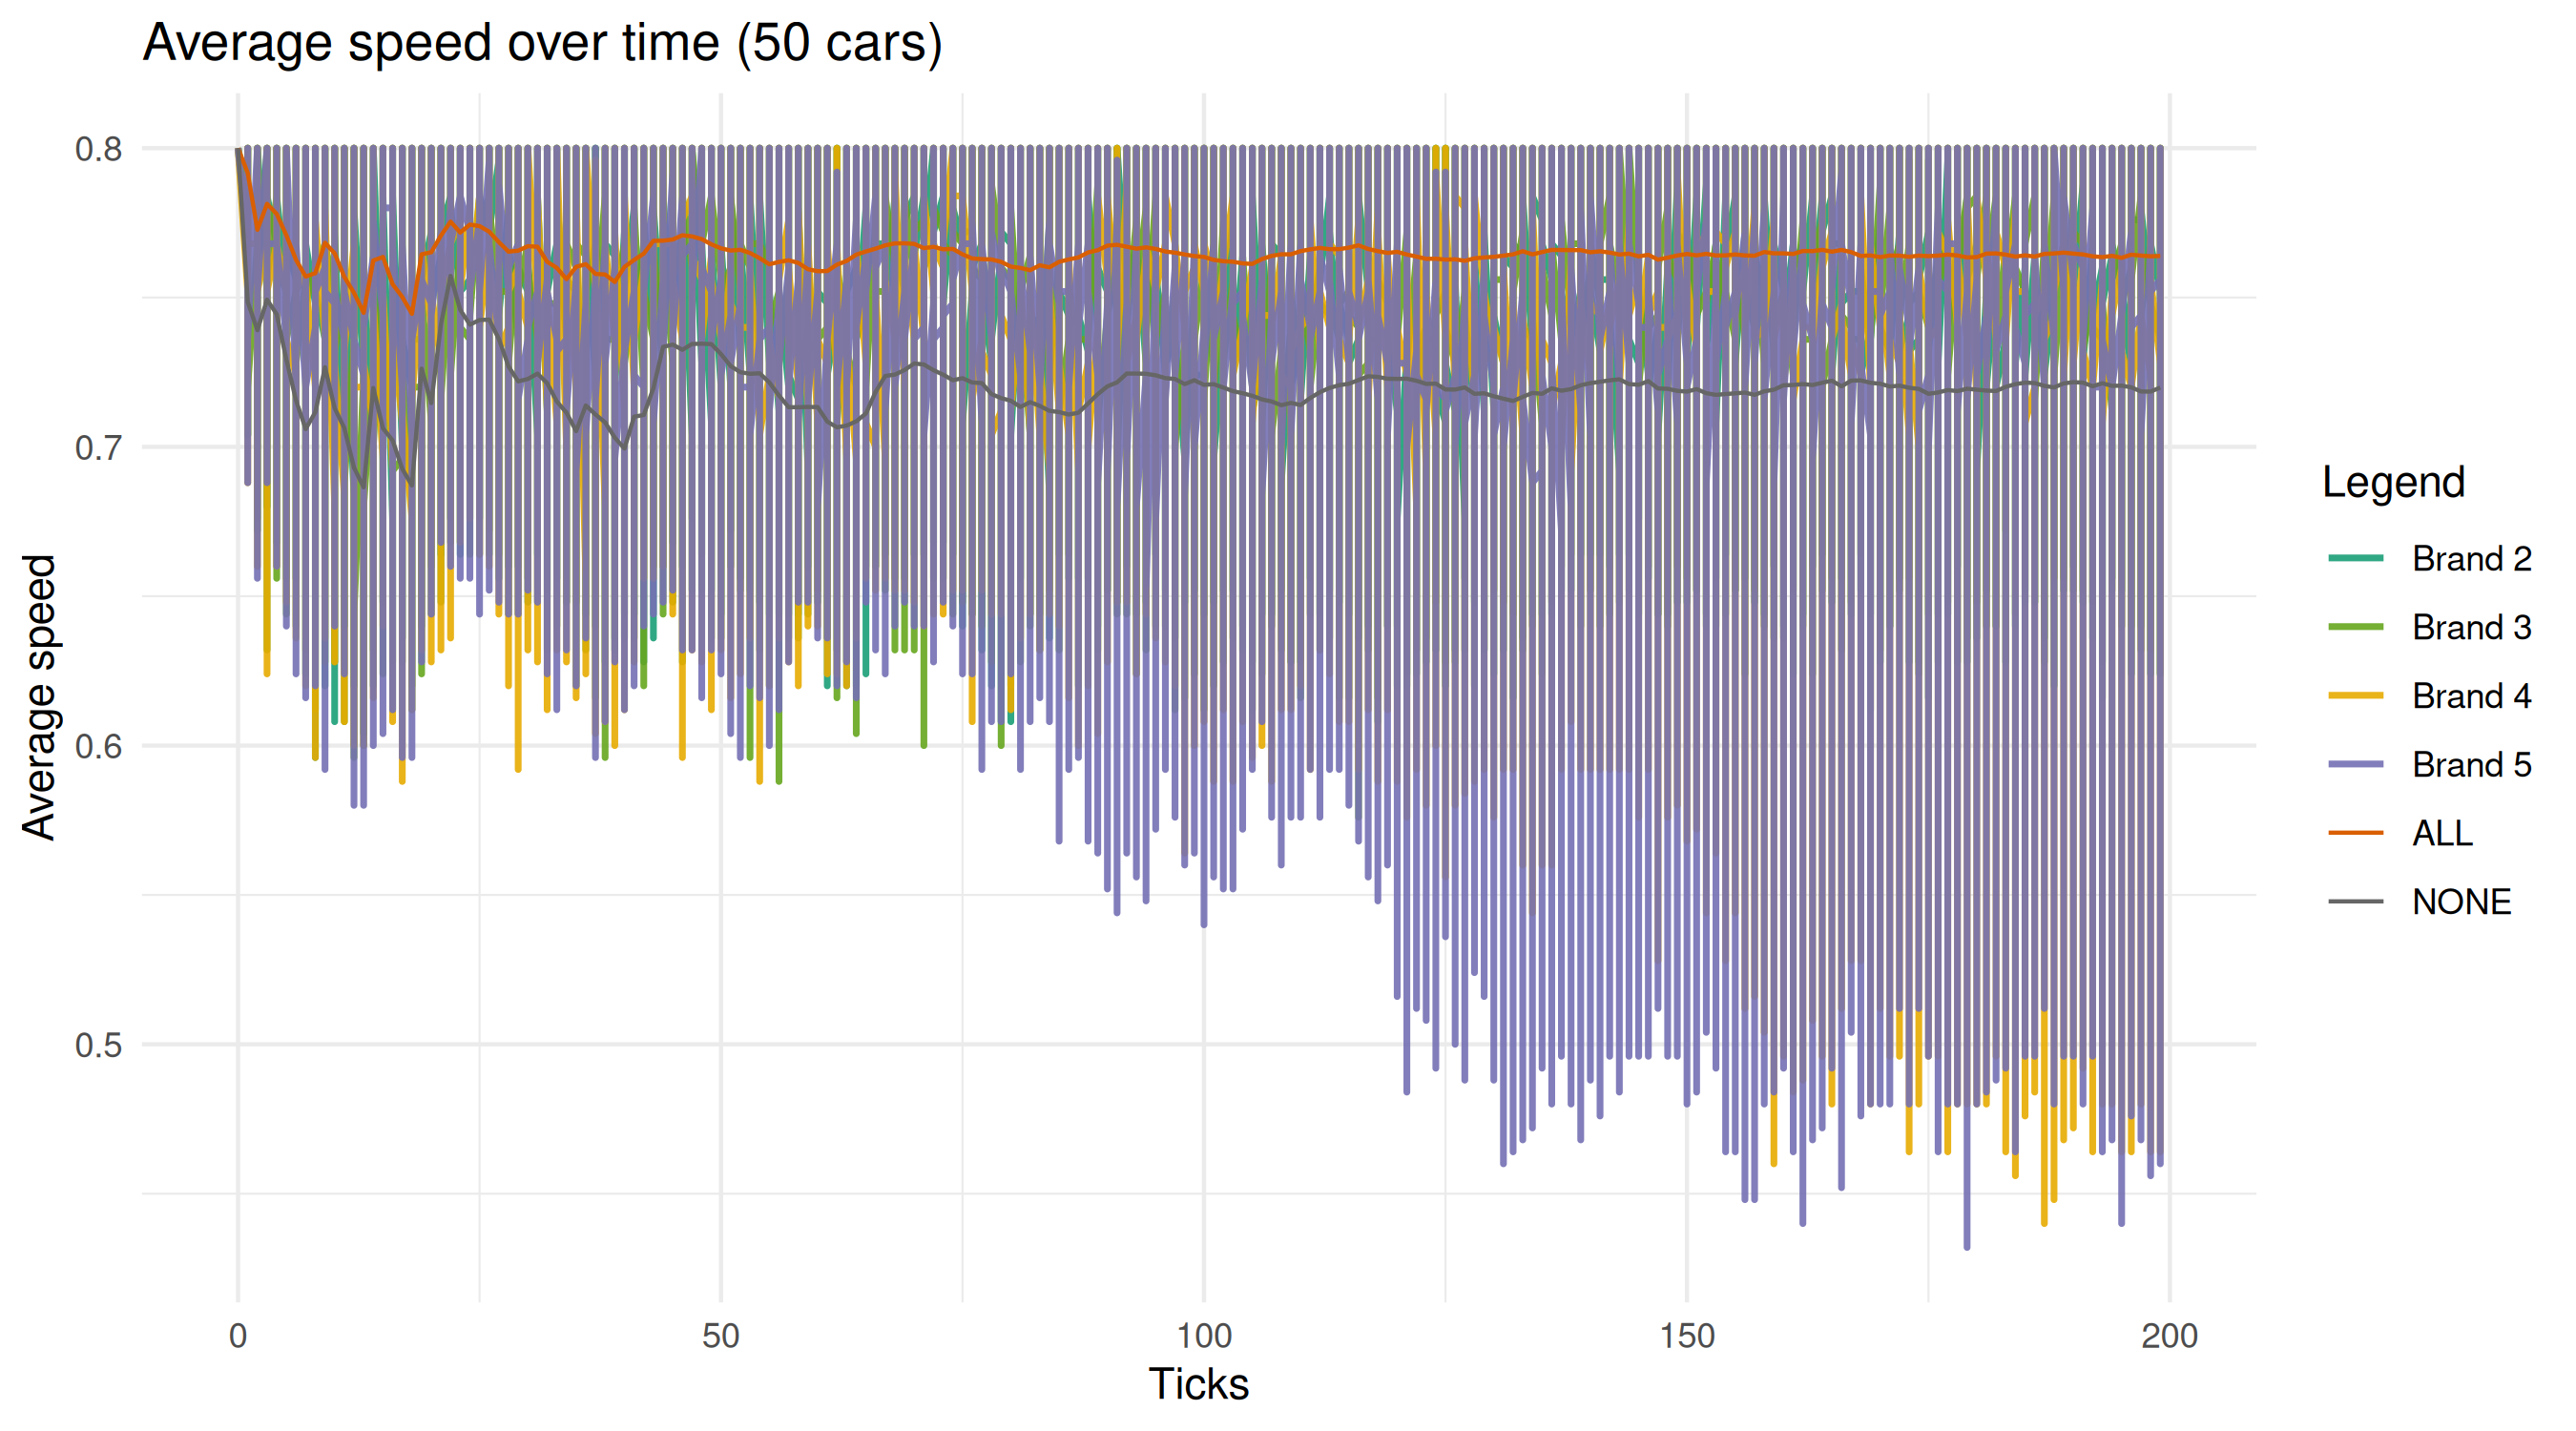 Average speed over time (50 cars)
0.8
0.7
0.6
0.5
Average speed
0
50
100
150
200
Ticks
Legend
Brand 2
Brand 3
Brand 4
Brand 5
ALL
NONE